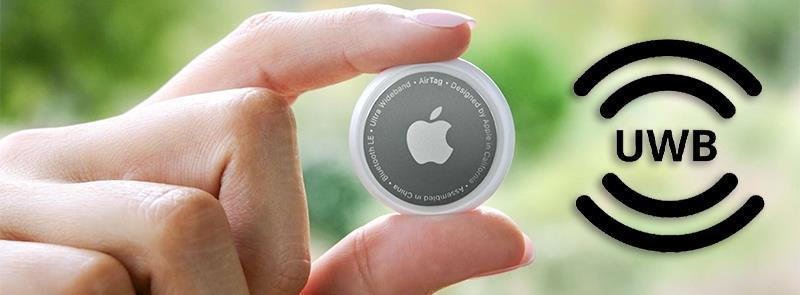 AirTag • Designed by Apple in California • Assembled in China • Bluetooth LE • Ultra Wideband •
UWB